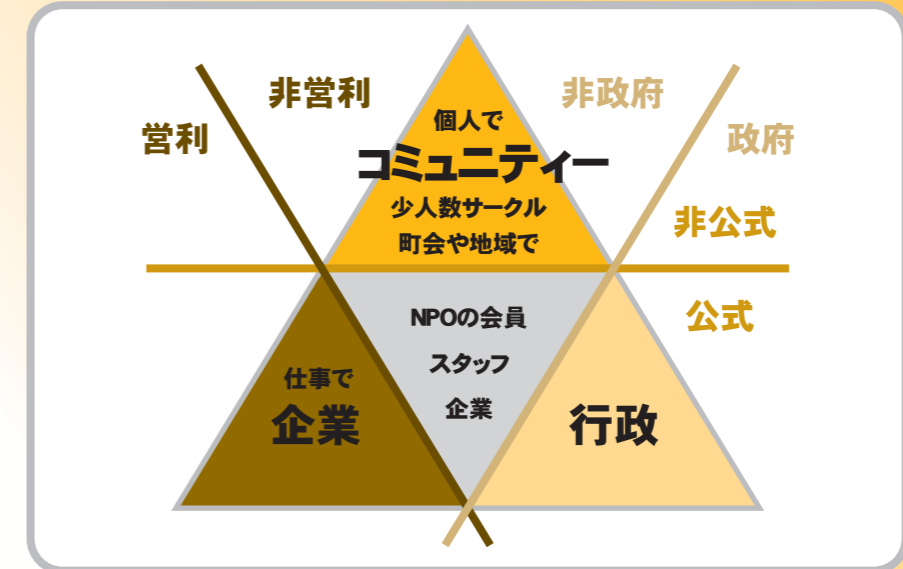 営利
非営利
非政府
政府
非公式
公式
個人で
コミュニティー
少人数サークル
町会や地域で
NPOの会員
スタッフ
企業
仕事で
企業
行政